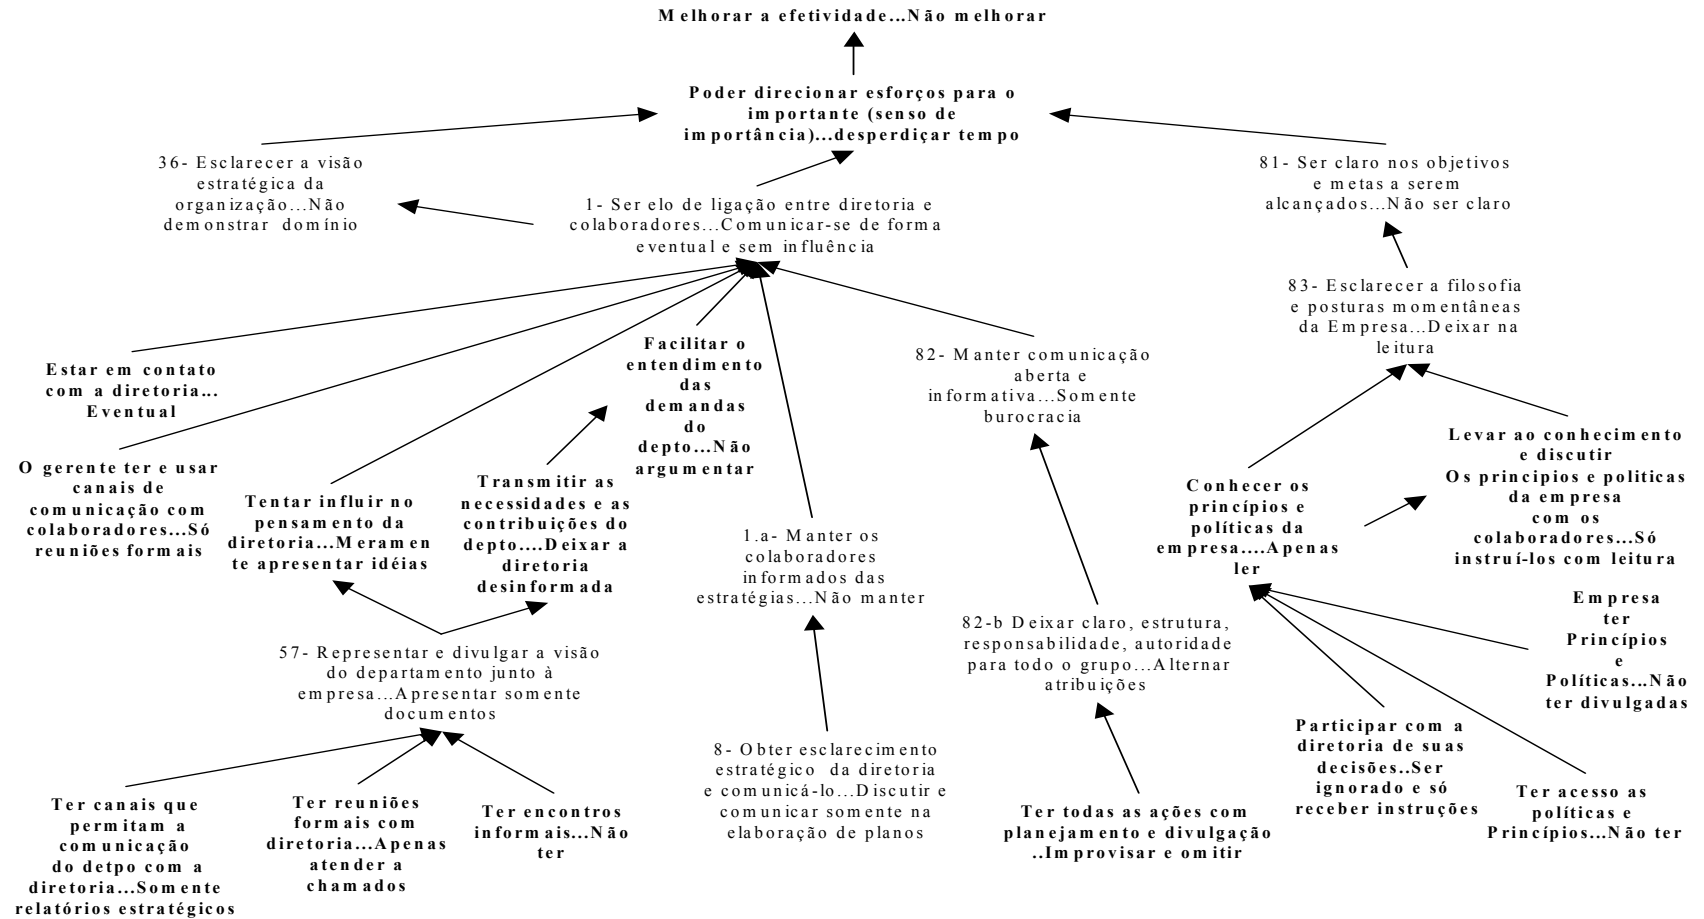 Melhorar a efetividade...Não melhorar
Poder direcionar esforços para o
importante (senso de
importância)...desperdiçar tempo
36- Esclarecer a visão
estratégica da
organização...Não
demonstrar domínio
1- Ser elo de ligação entre diretoria e
colaboradores...Comunicar-se de forma
eventual e sem influência
81- Ser claro nos objetivos
e metas a serem
alcançados...Não ser claro
83- Esclarecer a filosofia
e posturas momentâneas
da Empresa...Deixar na
leitura
Estar em contato
com a diretoria...
Eventual
Facilitar o
entendimento
das
demandas
do
depto...Não
argumentar
82- Manter comunicação
aberta e
informativa...Somente
burocracia
O gerente ter e usar
canais de
comunicação com
colaboradores...Só
reuniões formais
Tentar influir no
pensamento da
diretoria...Meramen
te apresentar idéias
Transmitir as
necessidades e as
contribuições do
depto....Deixar a
diretoria
desinformada
1.a- Manter os
colaboradores
informados das
estratégias...Não manter
Conhecer os
princípios e
políticas da
empresa....Apenas
ler
Levar ao conhecimento
e discutir
Os principios e politicas
da empresa
com os
colaboradores...Só
instruí-los com leitura
57- Representar e divulgar a visão
do departamento junto à
empresa...Apresentar somente
documentos
82-b Deixar claro, estrutura,
responsabilidade, autoridade
para todo o grupo...Alternar
atribuições
Empresa
ter
Princípios
e
Políticas...Não
ter divulgadas
Ter canais que
permitam a
comunicação
do detpo com a
diretoria...Somente
relatórios estratégicos
Ter reuniões
formais com
diretoria...Apenas
atender a
chamados
Ter encontros
informais...Não
ter
8- Obter esclarecimento
estratégico da diretoria
e comunicá-lo...Discutir e
comunicar somente na
elaboração de planos
Ter todas as ações com
planejamento e divulgação
..Improvisar e omitir
Participar com a
diretoria de suas
decisões..Ser
ignorado e só
receber instruções
Ter acesso as
políticas e
Princípios...Não ter